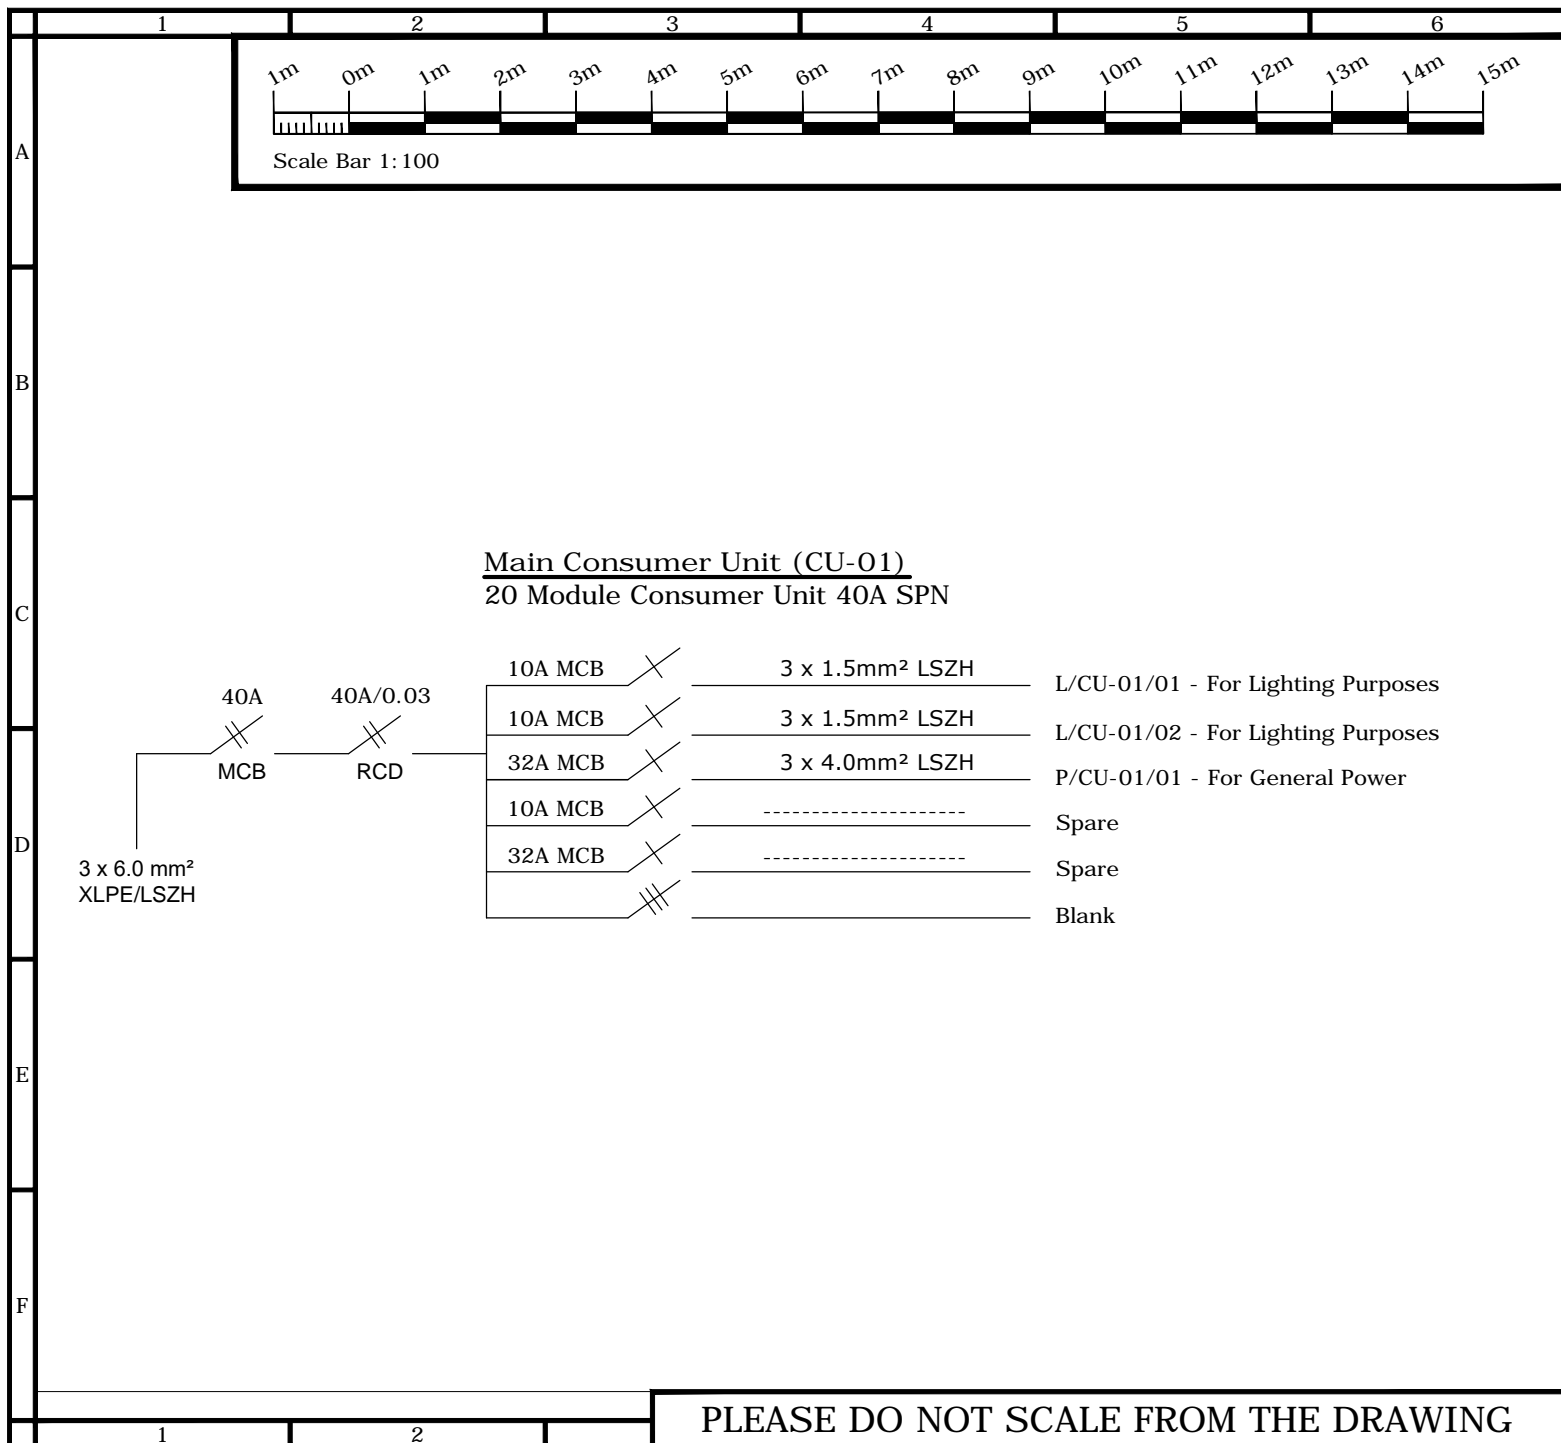 1 2 3 4 5 6
1m 0m 1m 2m 3m 4m 5m 6m 7m 8m 9m 10m 11m 12m 13m 14m 15m
Scale Bar 1:100
A
B
C
D
E
F
Main Consumer Unit (CU-01)
20 Module Consumer Unit 40A SPN
40A
MCB
40A/0.03
RCD
3 x 6.0 mm²
XLPE/LSZH
10A MCB 3 x 1.5mm² LSZH L/CU-01/01 - For Lighting Purposes
10A MCB 3 x 1.5mm² LSZH L/CU-01/02 - For Lighting Purposes
32A MCB 3 x 4.0mm² LSZH P/CU-01/01 - For General Power
10A MCB --------------------- Spare
32A MCB --------------------- Spare
Blank
PLEASE DO NOT SCALE FROM THE DRAWING
1 2